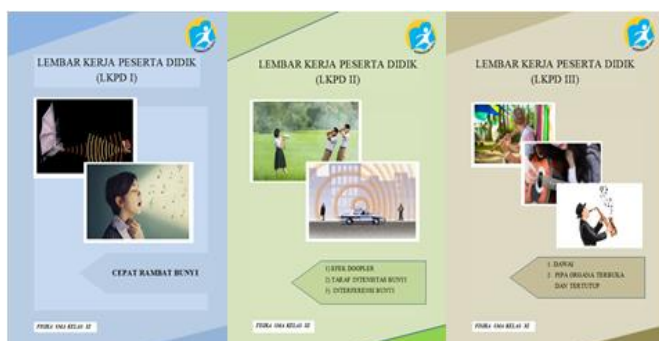 LEMBAR KERJA PESERTA DIDIK
(LKPD I)
CEPAT RAMBAT BUNYI
FISIKA SMA KELAS XI
LEMBAR KERJA PESERTA DIDIK
(LKPD II)
1) EFEK DOOPLER
2) TARAF INTENSITAS BUNYI
3) INTERFERENSI BUNYI
FISIKA SMA KELAS XI
LEMBAR KERJA PESERTA DIDIK
(LKPD III)
1. DAWAI
2. PIPA ORGANA TERBUKA
DAN TERTUTUP
FISIKA SMA KELAS XI